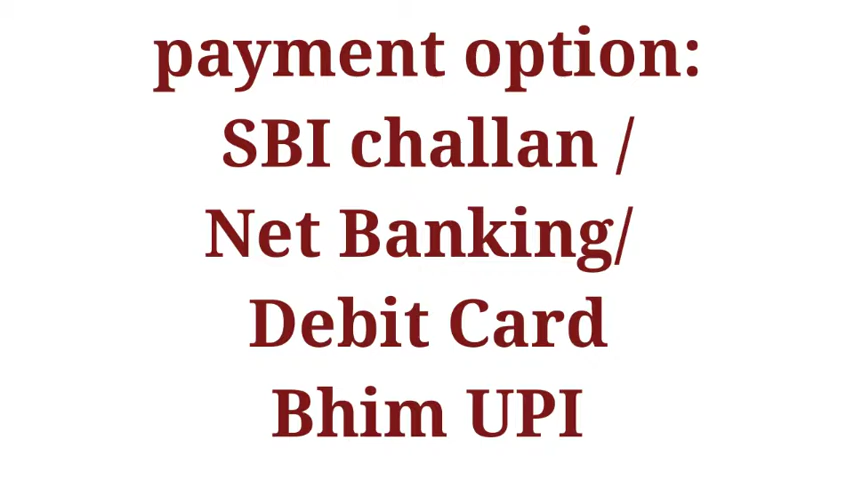 payment option:
SBI challan /
Net Banking/
Debit Card
Bhim UPI